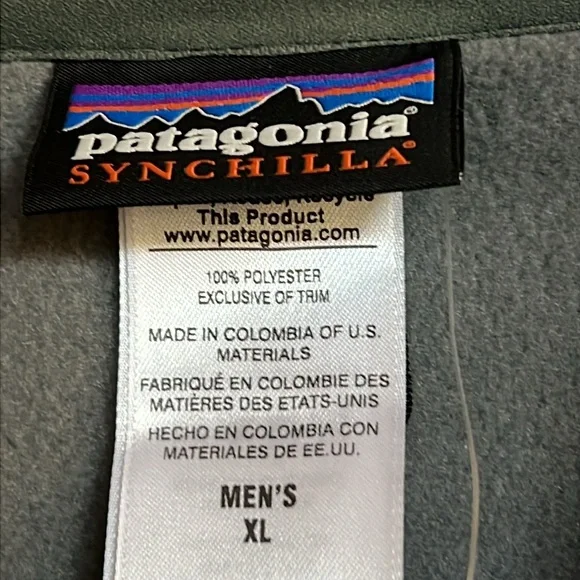 patagonia®
SYNCHILLA®
Recycle
This Product
www.patagonia.com
100% POLYESTER
EXCLUSIVE OF TRIM
MADE IN COLOMBIA OF U.S.
MATERIALS
FABRIQUÉ EN COLOMBIE DES
MATIÈRES DES ETATS-UNIS
HECHO EN COLOMBIA CON
MATERIALES DE EE.UU.
MEN'S
XL